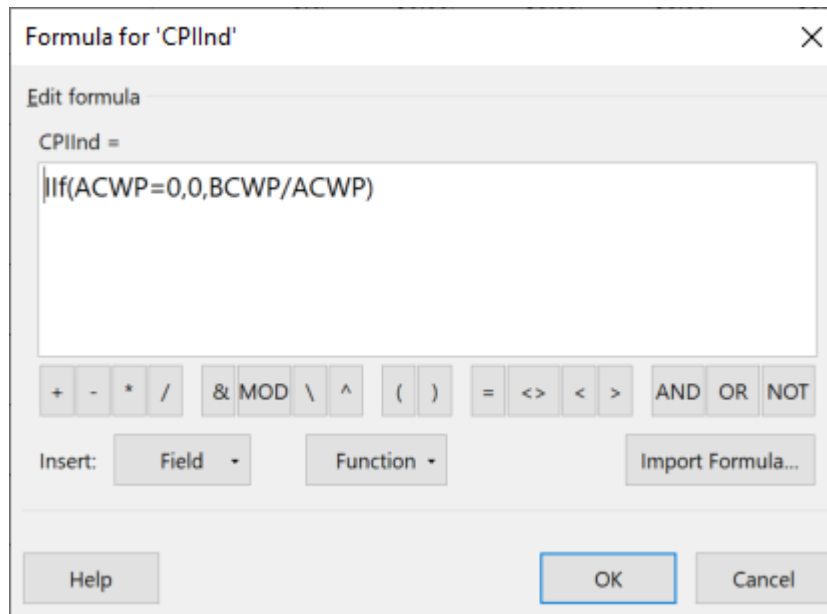 Formula for 'CPIInd'
Edit formula
CPIInd =
IIf(ACWP=0,0,BCWP/ACWP)
+ - * / & MOD \ ^ ( ) = <> < > AND OR NOT
Insert: Field Function Import Formula...
Help OK Cancel